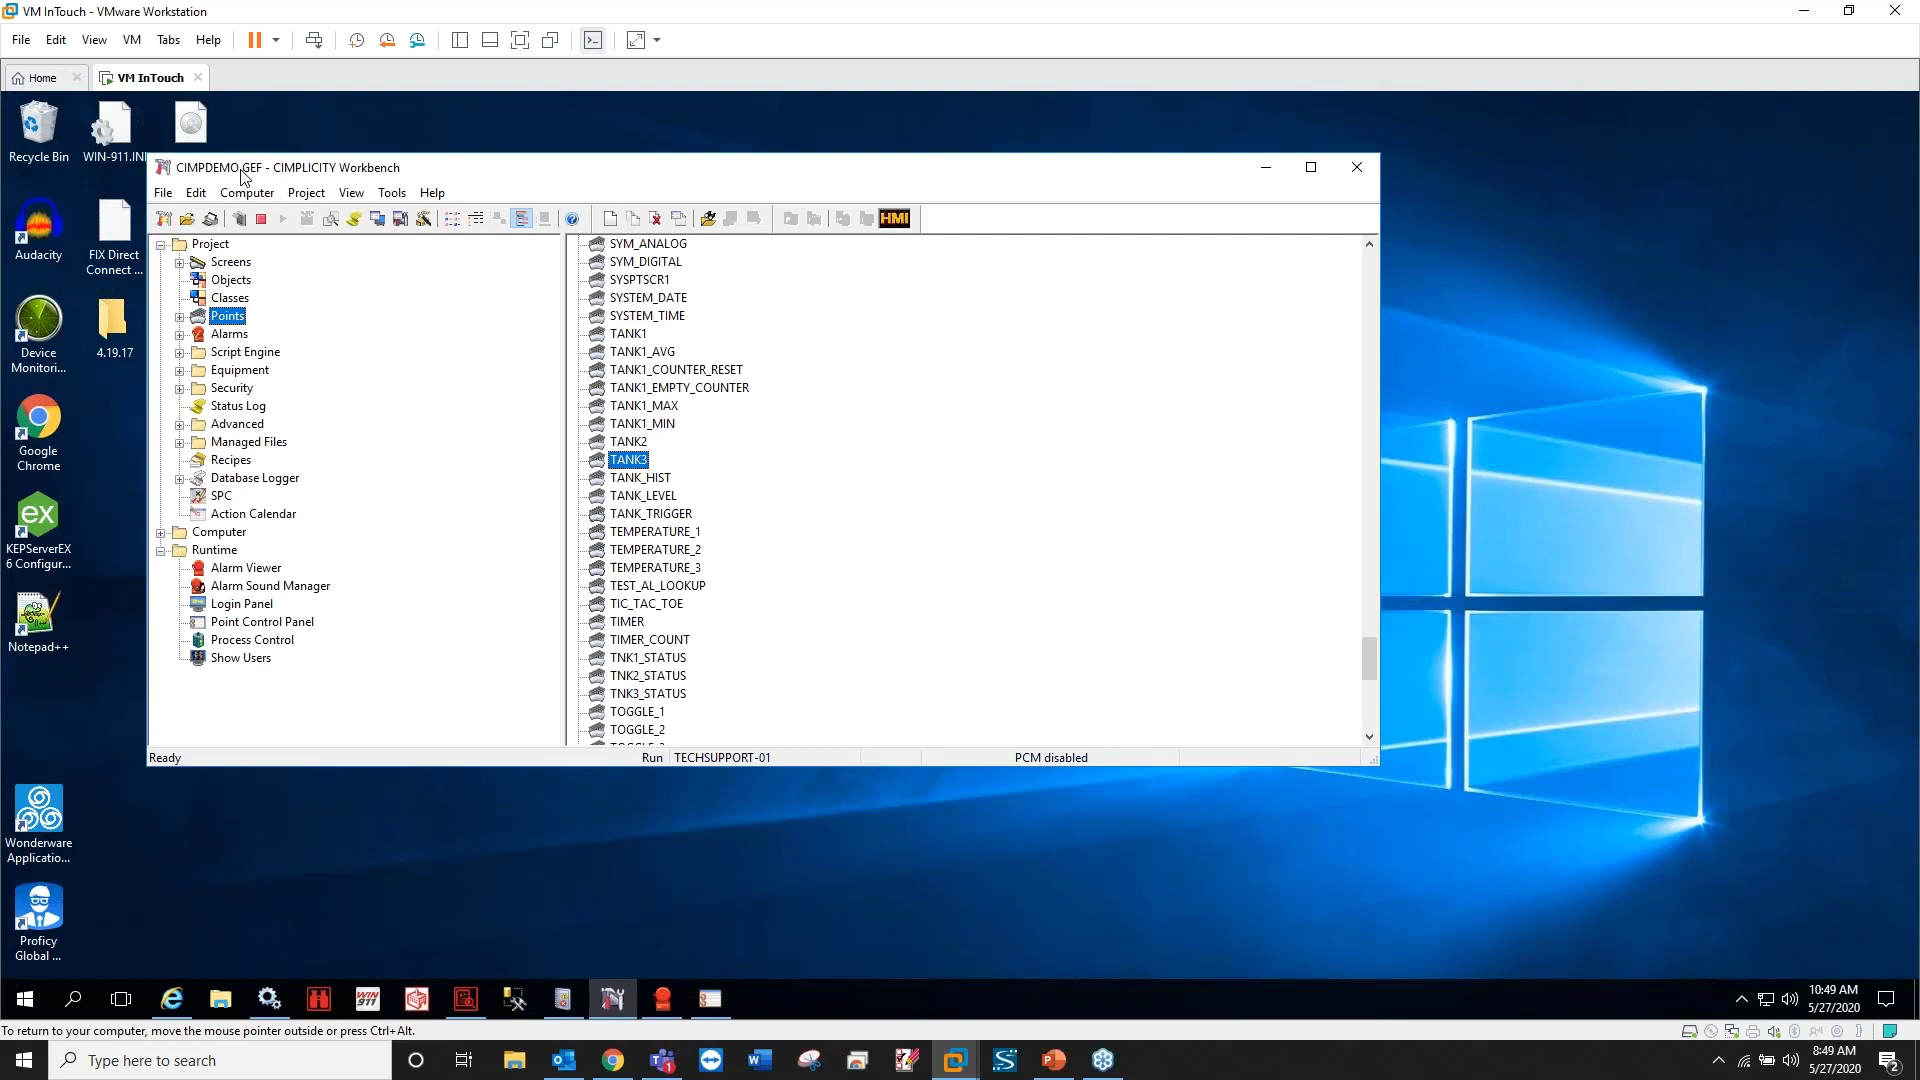 VM InTouch - VMware Workstation
File Edit View VM Tabs Help
Home
VM InTouch
Recycle Bin
WIN-911.INI
Audacity
FIX Direct
Connect ...
Device
Monitori...
4.19.17
Google
Chrome
KEPServerEX
6 Configur...
Notepad++
Wonderware
Applicatio...
Proficy
Global ...
CIMPDEMO.GEF - CIMPLICITY Workbench
File Edit Computer Project View Tools Help
HMI
Project
Screens
Objects
Classes
Points
Alarms
Script Engine
Equipment
Security
Status Log
Advanced
Managed Files
Recipes
Database Logger
SPC
Action Calendar
Computer
Runtime
Alarm Viewer
Alarm Sound Manager
Login Panel
Point Control Panel
Process Control
Show Users
SYM_ANALOG
SYM_DIGITAL
SYSPTSCR1
SYSTEM_DATE
SYSTEM_TIME
TANK1
TANK1_AVG
TANK1_COUNTER_RESET
TANK1_EMPTY_COUNTER
TANK1_MAX
TANK1_MIN
TANK2
TANK3
TANK_HIST
TANK_LEVEL
TANK_TRIGGER
TEMPERATURE_1
TEMPERATURE_2
TEMPERATURE_3
TEST_AL_LOOKUP
TIC_TAC_TOE
TIMER
TIMER_COUNT
TNK1_STATUS
TNK2_STATUS
TNK3_STATUS
TOGGLE_1
TOGGLE_2
Ready Run TECHSUPPORT-01 PCM disabled
WIN
911
10:49 AM
5/27/2020
To return to your computer, move the mouse pointer outside or press Ctrl+Alt.
Type here to search
8:49 AM
5/27/2020
2